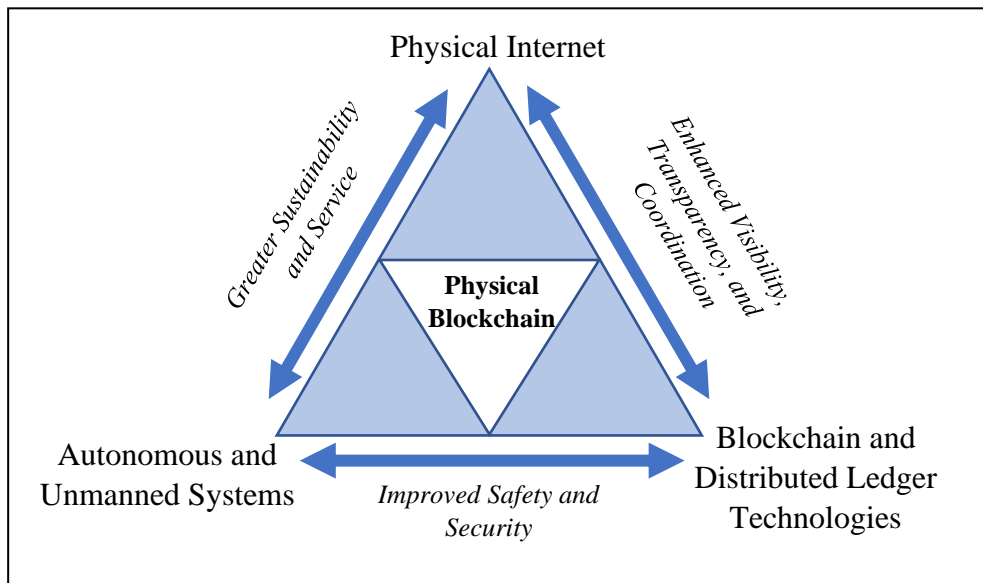 Physical Internet
Greater Sustainability
and Service
Enhanced Visibility,
Transparency, and
Coordination
Physical
Blockchain
Autonomous and
Unmanned Systems
Improved Safety and
Security
Blockchain and
Distributed Ledger
Technologies